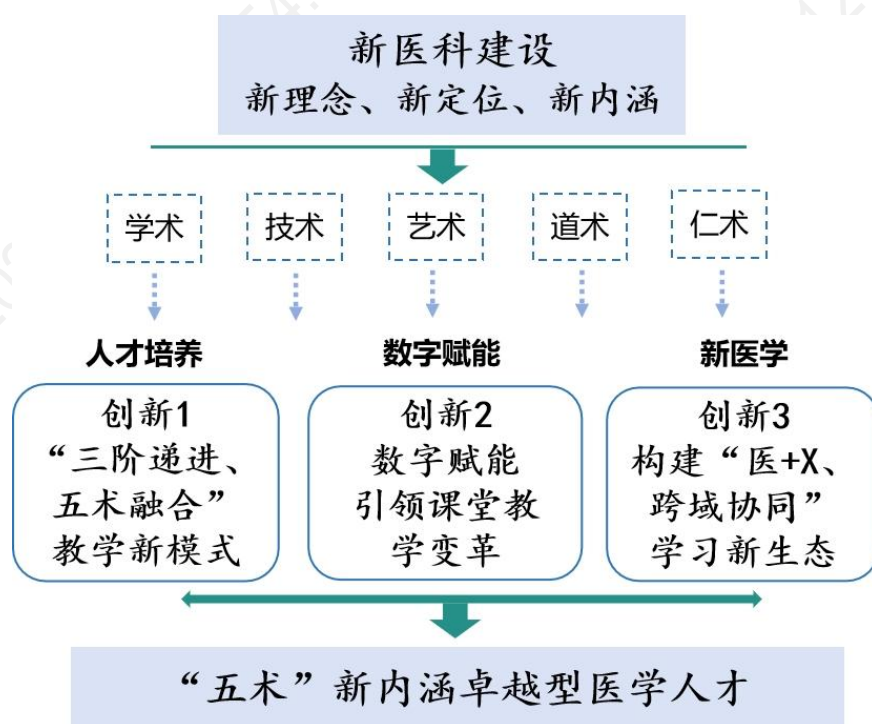 新医科建设
新理念、新定位、新内涵
学术 技术 艺术 道术 仁术
人才培养 数字赋能 新医学
创新1
“三阶递进、
五术融合”
教学新模式
创新2
数字赋能
引领课堂教
学变革
创新3
构建“医+X、
跨域协同”
学习新生态
“五术”新内涵卓越型医学人才